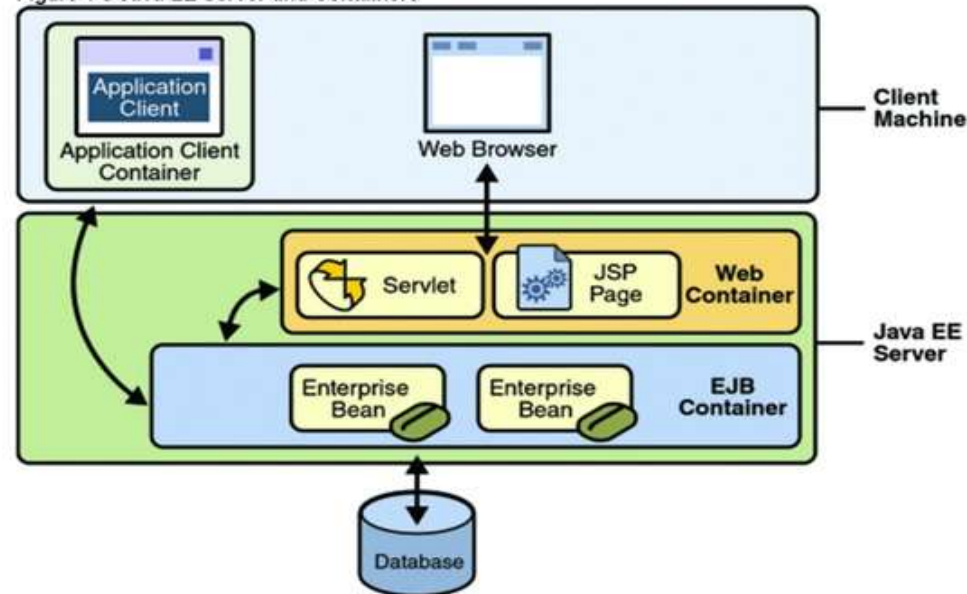 Application
Client
Application Client
Container
Web Browser
Client
Machine
Servlet
JSP
Page
Web
Container
Java EE
Server
Enterprise
Bean
Enterprise
Bean
EJB
Container
Database